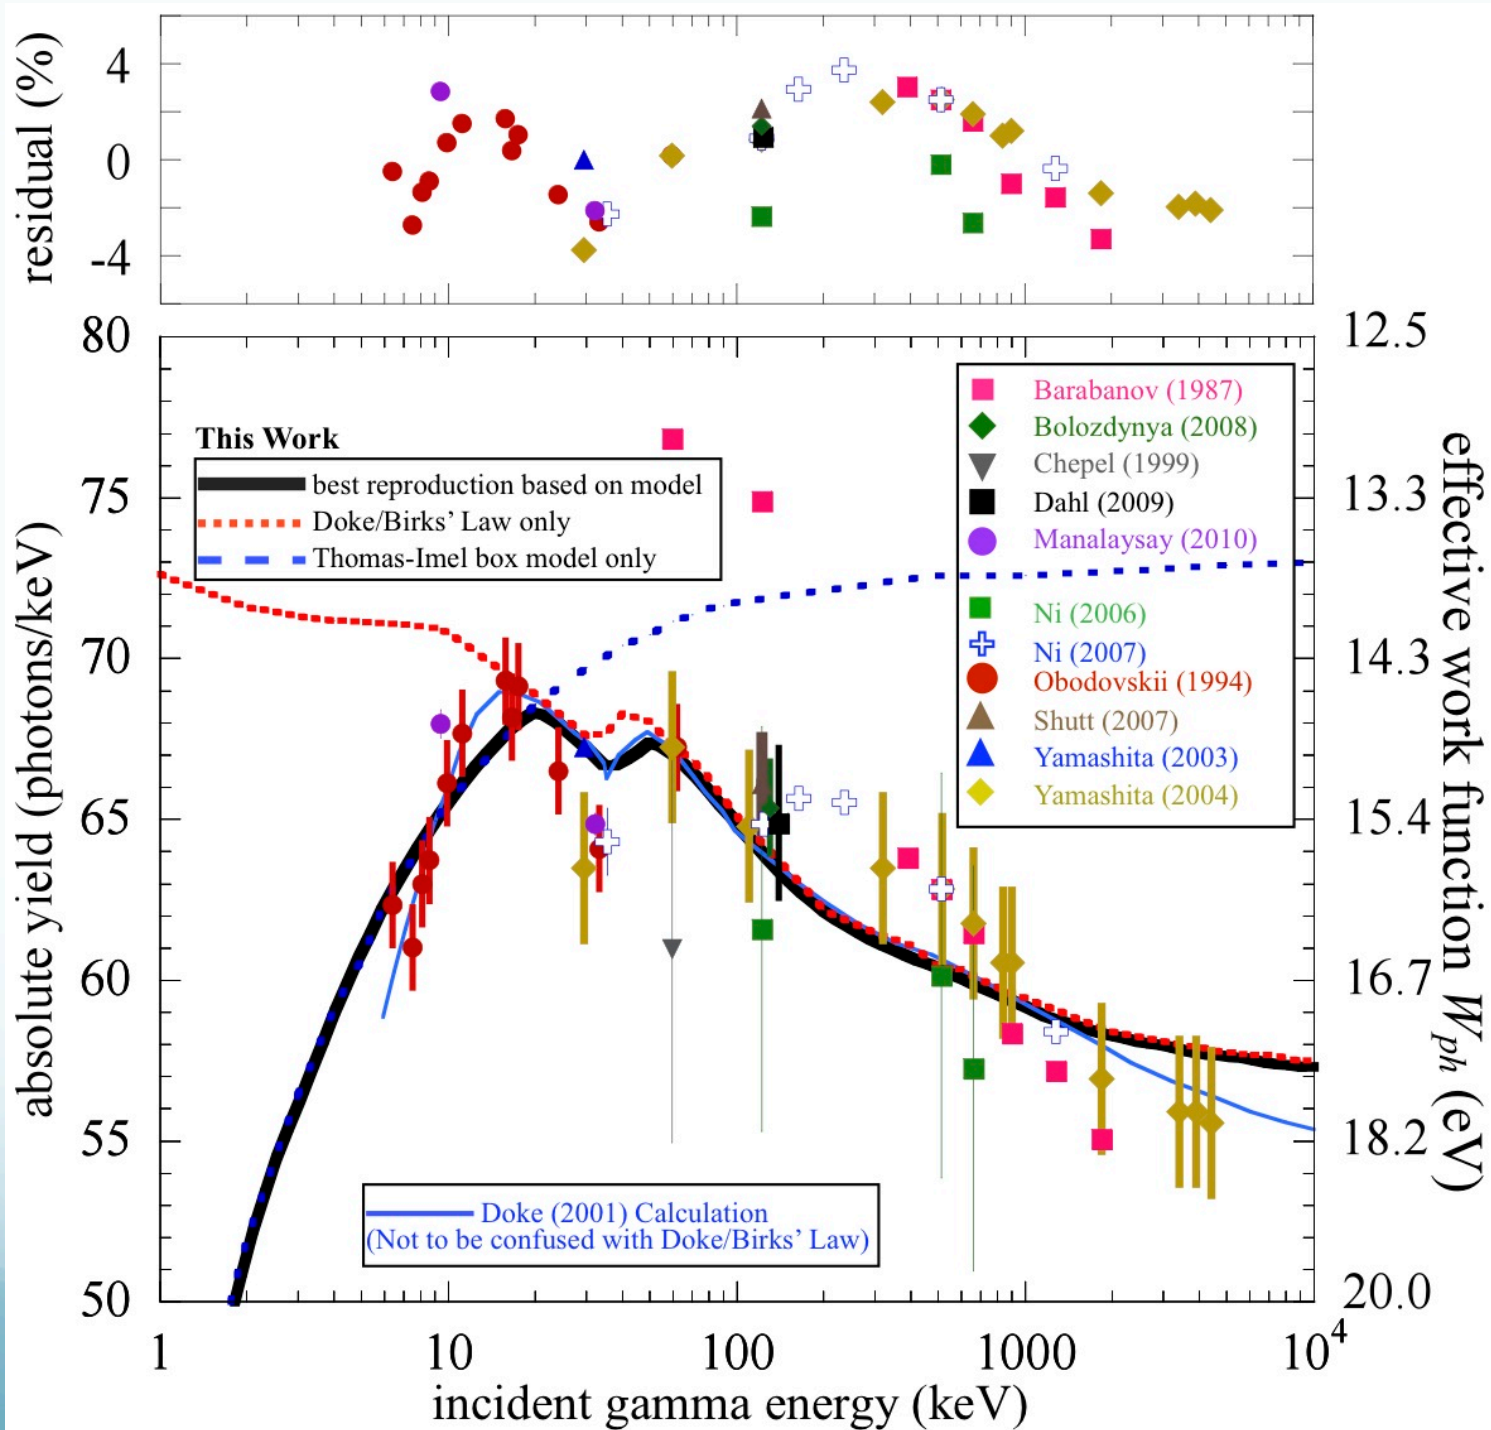 residual (%)
4
0
-4
80
75
70
65
60
55
50
absolute yield (photons/keV)
12.5
13.3
14.3
15.4
16.7
18.2
20.0
effective work function W_ph (eV)
This Work
best reproduction based on model
Doke/Birks' Law only
Thomas-Imel box model only
Barabanov (1987)
Bolozdynya (2008)
Chepel (1999)
Dahl (2009)
Manalaysay (2010)
Ni (2006)
Ni (2007)
Obodovskii (1994)
Shutt (2007)
Yamashita (2003)
Yamashita (2004)
Doke (2001) Calculation
(Not to be confused with Doke/Birks' Law)
1 10 100 1000 10⁴
incident gamma energy (keV)